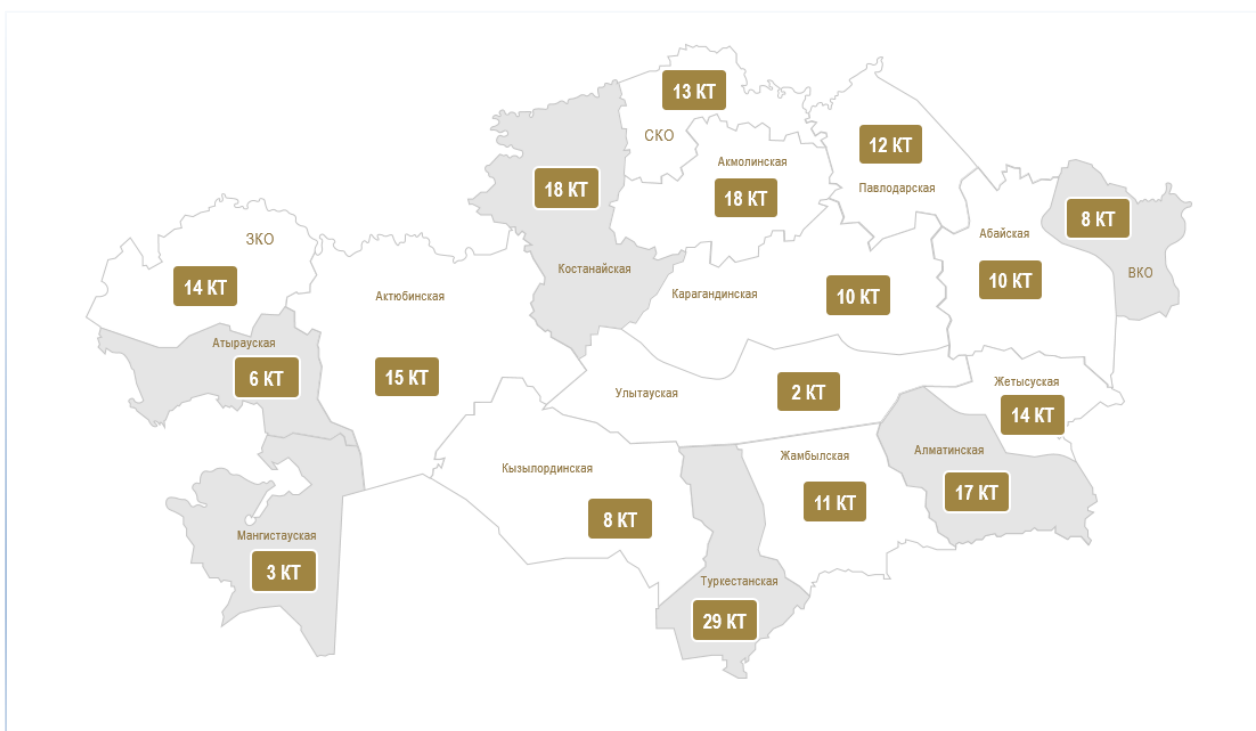 13 КТ
СКО
12 КТ
Павлодарская
Акмолинская
18 КТ
18 КТ
Костанайская
8 КТ
ВКО
Абайская
10 КТ
ЗКО
14 КТ
Актюбинская
15 КТ
Карагандинская
10 КТ
Атырауская
6 КТ
Улытауская
2 КТ
Жетысуская
14 КТ
Алматинская
17 КТ
Жамбылская
11 КТ
Кызылординская
8 КТ
Мангистауская
3 КТ
Туркестанская
29 КТ